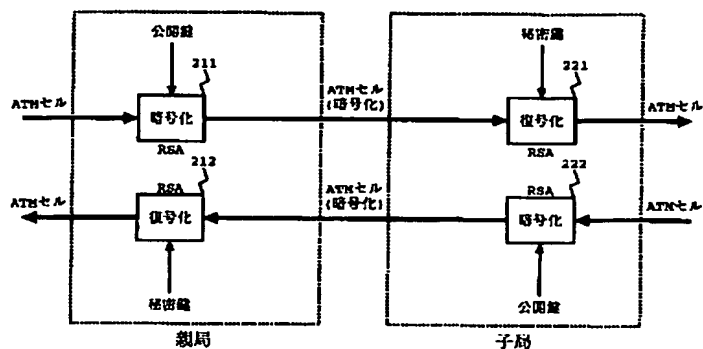 公開鍵
秘密鍵
211
221
ATMセル
暗号化
ATMセル
(暗号化)
復号化
ATMセル
RSA
RSA
212
222
ATMセル
RSA
復号化
ATMセル
(暗号化)
RSA
暗号化
ATMセル
秘密鍵
公開鍵
親局
子局